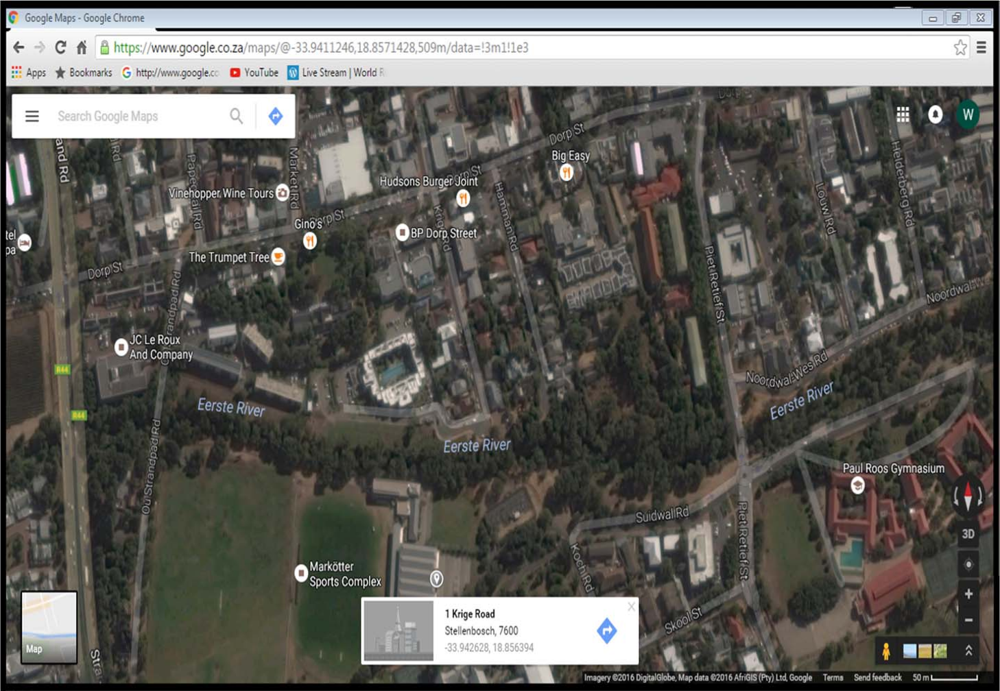 Google Maps - Google Chrome
https://www.google.co.za/maps/@-33.9411246,18.8571428,509m/data=!3m1!1e3
Apps Bookmarks http://www.google.co YouTube Live Stream | World R
Search Google Maps
W
Dorp St
Dorp St
Big Easy
and Rd
Rd
Market Rd
Helderberg Rd
Dorp St
Hudsons Burger Joint
Vinehopper Wine Tours
Hamman Rd
Louw Rd
Gino's
Dorp St
Krige Rd
BP Dorp Street
tel
pa
The Trumpet Tree
Dorp St
Piet Retief St
Noordwal-W
Ou Strandpad Rd
JC Le Roux
And Company
R44
Noordwal-Wes Rd
Eerste River
Eerste River
R44
Eerste River
Ou Strandpad Rd
Paul Roos Gymnasium
Suidwal Rd
Piet Retief St
3D
Koch Rd
Markötter
Sports Complex
1 Krige Road
Stellenbosch, 7600
-33.942628, 18.856394
Skool St
Map
Stra
Imagery ©2016 DigitalGlobe, Map data ©2016 AfriGIS (Pty) Ltd, Google Terms Send feedback 50 m